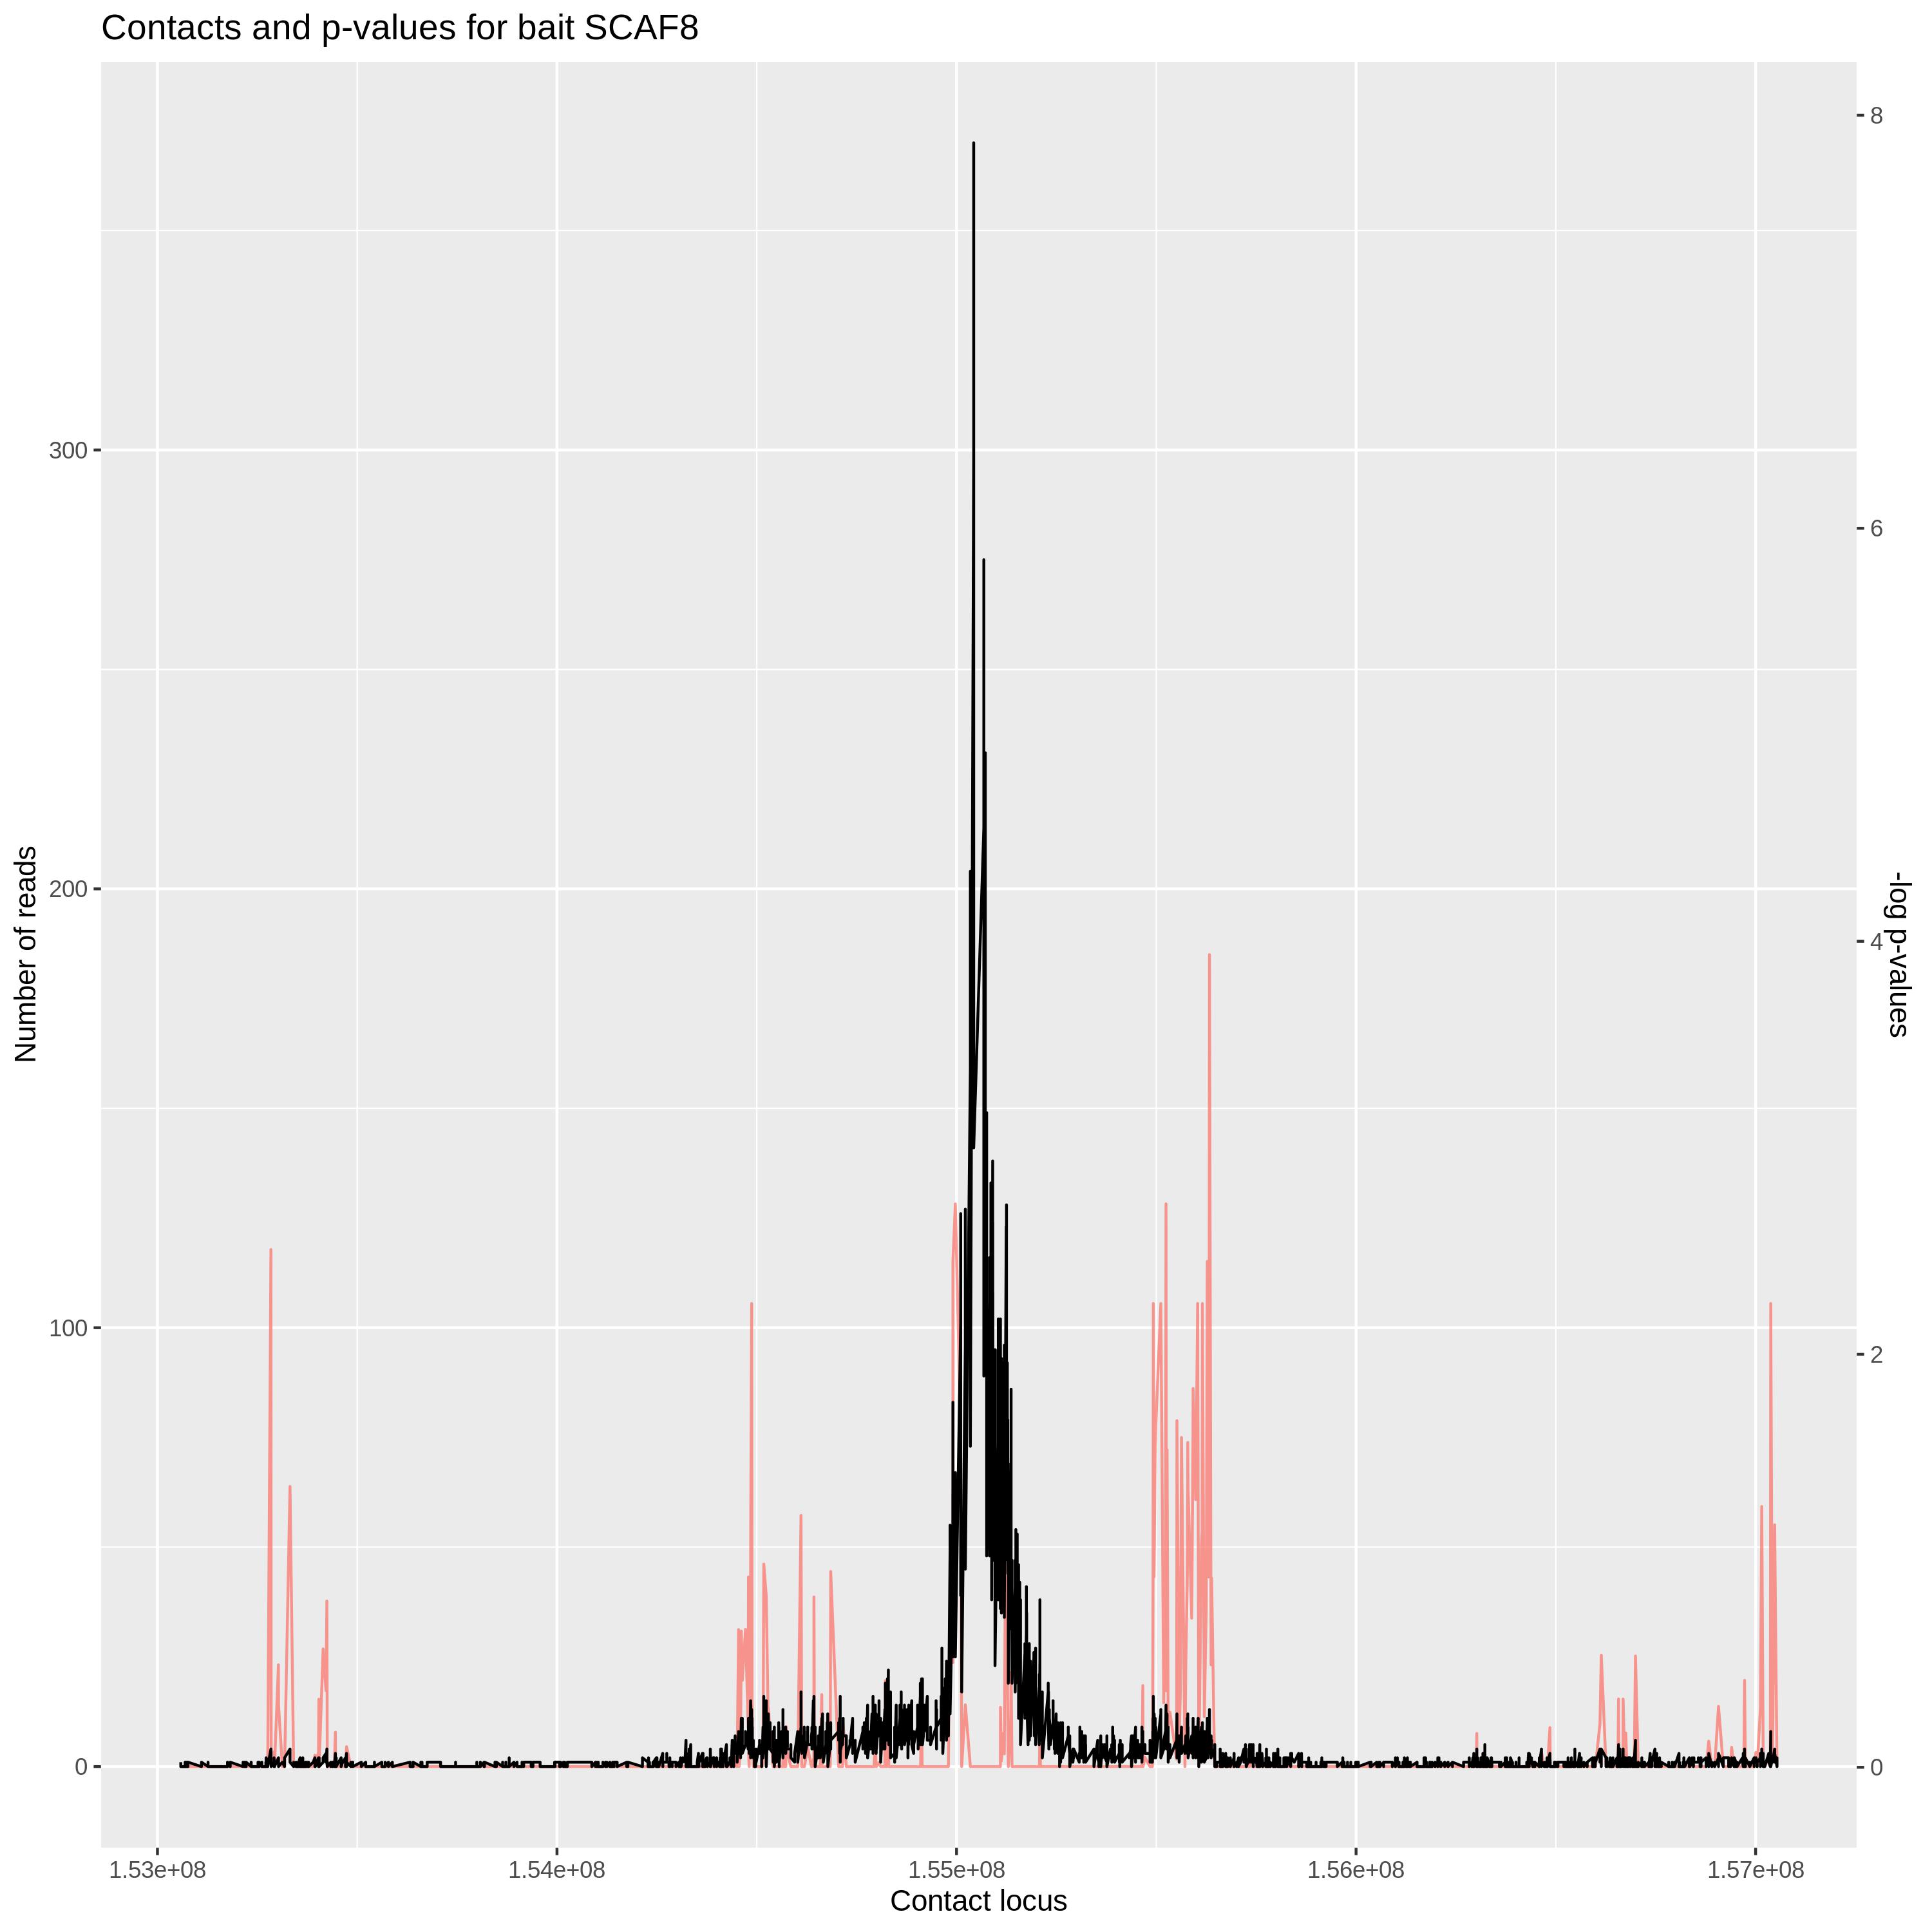 Contacts and p-values for bait SCAF8
Number of reads
300
200
100
0
8
6
4
2
0
-log p-values
1.53e+08 1.54e+08 1.55e+08 1.56e+08 1.57e+08
Contact locus